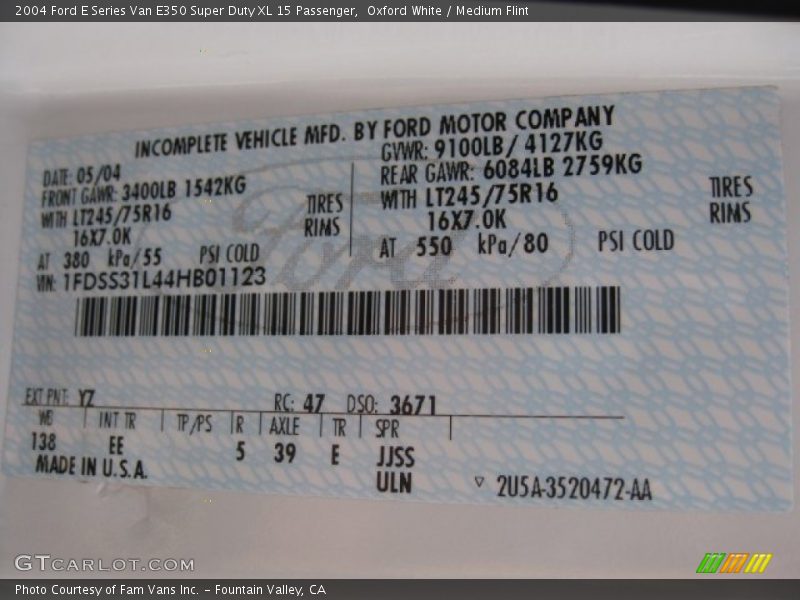 2004 Ford E Series Van E350 Super Duty XL 15 Passenger, Oxford White / Medium Flint
INCOMPLETE VEHICLE MFD. BY FORD MOTOR COMPANY
DATE: 05/04 GVWR: 9100LB/ 4127KG
FRONT GAWR: 3400LB 1542KG REAR GAWR: 6084LB 2759KG
WITH LT245/75R16 TIRES WITH LT245/75R16 TIRES
16X7.0K RIMS 16X7.0K RIMS
AT 380 kPa/55 PSI COLD AT 550 kPa/80 PSI COLD
VIN: 1FDSS31L44HB01123
Ford
EXT PNT: YZ RC: 47 DSO: 3671
WB INT TR TP/PS R AXLE TR SPR
138 EE 5 39 E JJSS
MADE IN U.S.A. ULN ▽ 2U5A-3520472-AA
GTCARLOT.COM
Photo Courtesy of Fam Vans Inc. - Fountain Valley, CA